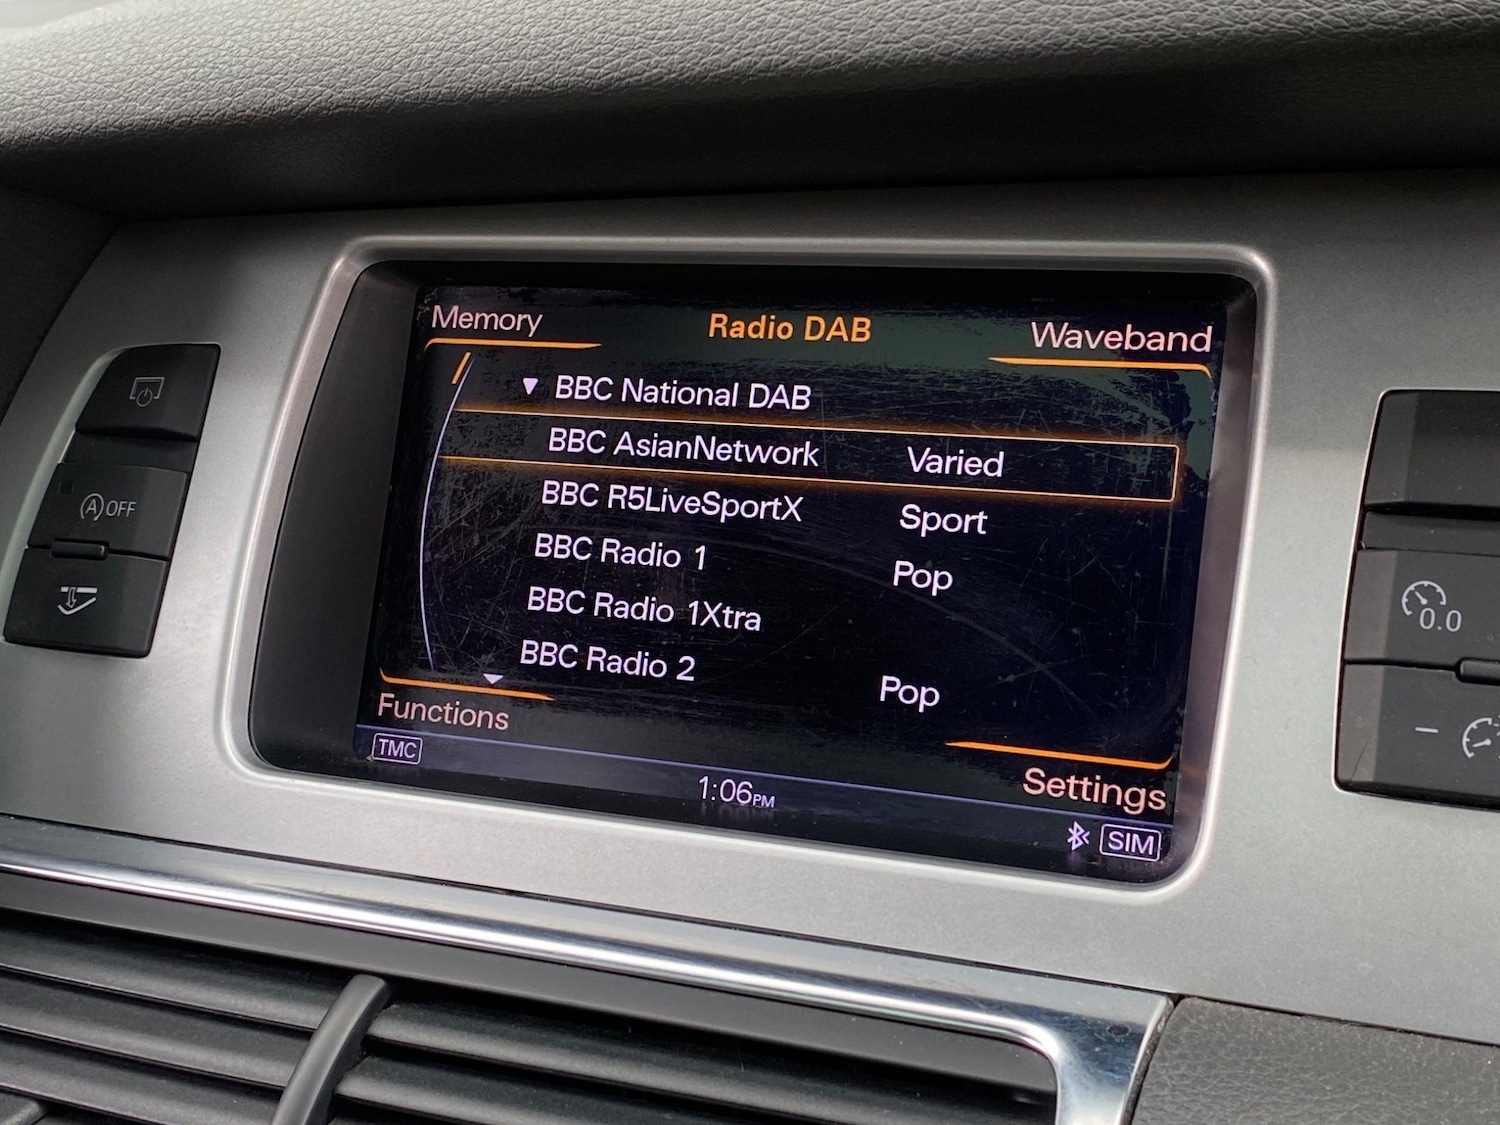 Memory
Radio DAB
Waveband
BBC National DAB
BBC AsianNetwork Varied
BBC R5LiveSportX Sport
BBC Radio 1 Pop
BBC Radio 1Xtra
BBC Radio 2 Pop
Functions
Settings
TMC
1:06PM
SIM
A OFF
0.0